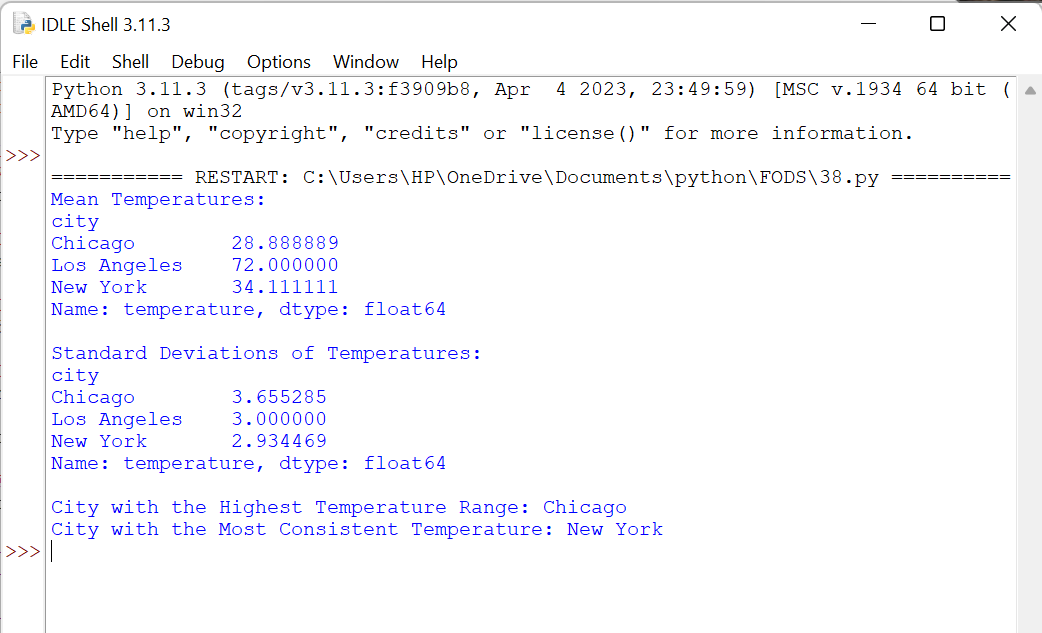 IDLE Shell 3.11.3
File Edit Shell Debug Options Window Help
Python 3.11.3 (tags/v3.11.3:f3909b8, Apr  4 2023, 23:49:59) [MSC v.1934 64 bit (
AMD64)] on win32
Type "help", "copyright", "credits" or "license()" for more information.
>>>
=========== RESTART: C:\Users\HP\OneDrive\Documents\python\FODS\38.py ==========
Mean Temperatures:
city
Chicago        28.888889
Los Angeles    72.000000
New York       34.111111
Name: temperature, dtype: float64
Standard Deviations of Temperatures:
city
Chicago        3.655285
Los Angeles    3.000000
New York       2.934469
Name: temperature, dtype: float64
City with the Highest Temperature Range: Chicago
City with the Most Consistent Temperature: New York
>>>